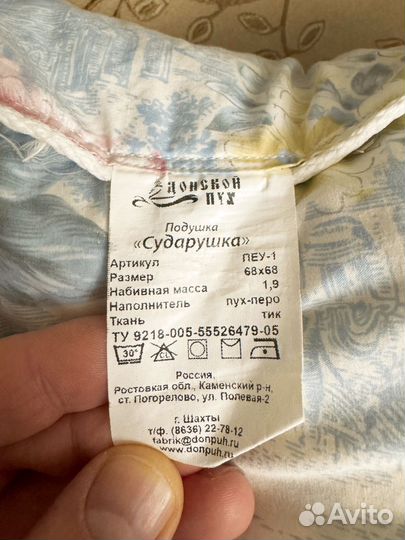 ДОНСКОЙ
ПУХ
Подушка
«Сударушка»
Артикул ПЕУ-1
Размер 68x68
Набивная масса 1,9
Наполнитель пух-перо
Ткань тик
ТУ 9218-005-55526479-05
30° CL
Россия,
Ростовская обл., Каменский р-н,
ст. Погорелово, ул. Полевая-2
г. Шахты
т/ф. (8636) 22-78-12
fabrik@donpuh.ru
www.donpuh.ru
Avito